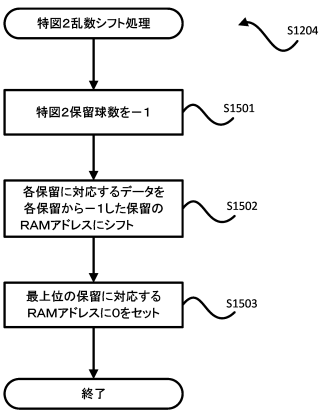 特図２乱数シフト処理
S1204
特図２保留球数を－１
S1501
各保留に対応するデータを
各保留から－１した保留の
ＲＡＭアドレスにシフト
S1502
最上位の保留に対応する
ＲＡＭアドレスに０をセット
S1503
終了